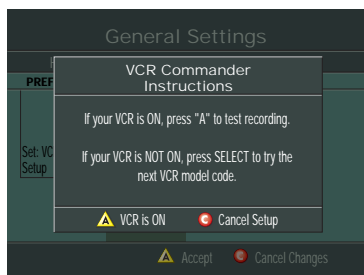 General Settings
PREF
VCR Commander
Instructions
If your VCR is ON, press "A" to test recording.
If your VCR is NOT ON, press SELECT to try the
next VCR model code.
Set: VC
Setup
A VCR is ON C Cancel Setup
A Accept C Cancel Changes